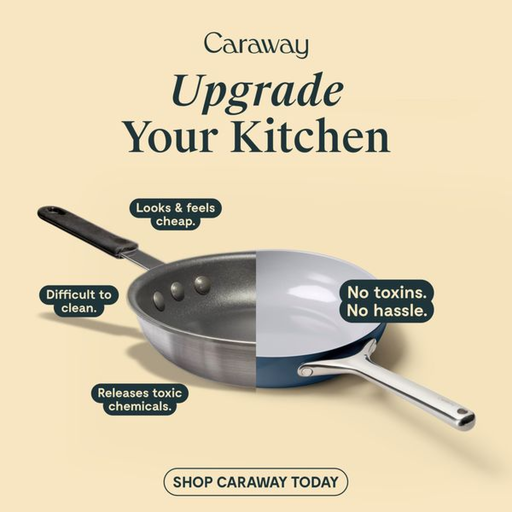 Caraway
Upgrade
Your Kitchen
Looks & feels
cheap.
Difficult to
clean.
No toxins.
No hassle.
Releases toxic
chemicals.
SHOP CARAWAY TODAY